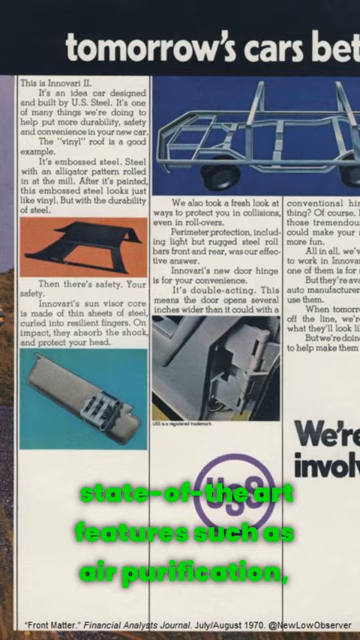 tomorrow's cars bet
This is Innovari II.
It's an idea car designed
and built by U.S. Steel. It's one
of many things we're doing to
help put more durability, safety
and convenience in your new car.
The "vinyl" roof is a good
example.
It's embossed steel. Steel
with an alligator pattern rolled
in at the mill. After it's painted,
this embossed steel looks just
like vinyl. But with the durability
of steel.
Then there's safety. Your
safety.
Innovari's sun visor core
is made of thin sheets of steel,
curled into resilient fingers. On
impact, they absorb the shock,
and protect your head.
We also took a fresh look at
ways to protect you in collisions,
even in roll-overs.
Perimeter protection, includ-
ing light but rugged steel roll
bars front and rear, was our effec-
tive answer.
Innovari's new door hinge
is for your convenience.
It's double-acting. This
means the door opens several
inches wider than it could with a
USS is a registered trademark.
conventional hin
thing? Of course. I
those tremendou
could make your
more fun.
All in all, we'v
to work in Innovar
one of them is for
But they're ava
auto manufacturer
use them.
When tomorr
off the line, we're
what they'll look li
But we're doing
to help make them
We're
involv
USS
state-of-the art
features such as
air purification,
"Front Matter." Financial Analysts Journal. July/August 1970. @NewLowObserver